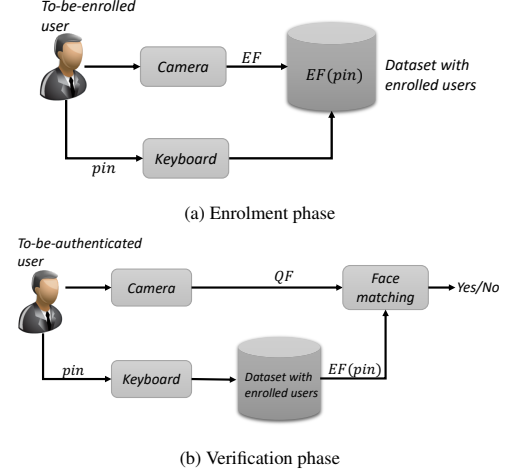 To-be-enrolled
user
Camera
EF
EF(pin)
Dataset with
enrolled users
pin
Keyboard
(a) Enrolment phase
To-be-authenticated
user
Camera
QF
Face
matching
Yes/No
pin
Keyboard
Dataset with
enrolled users
EF(pin)
(b) Verification phase